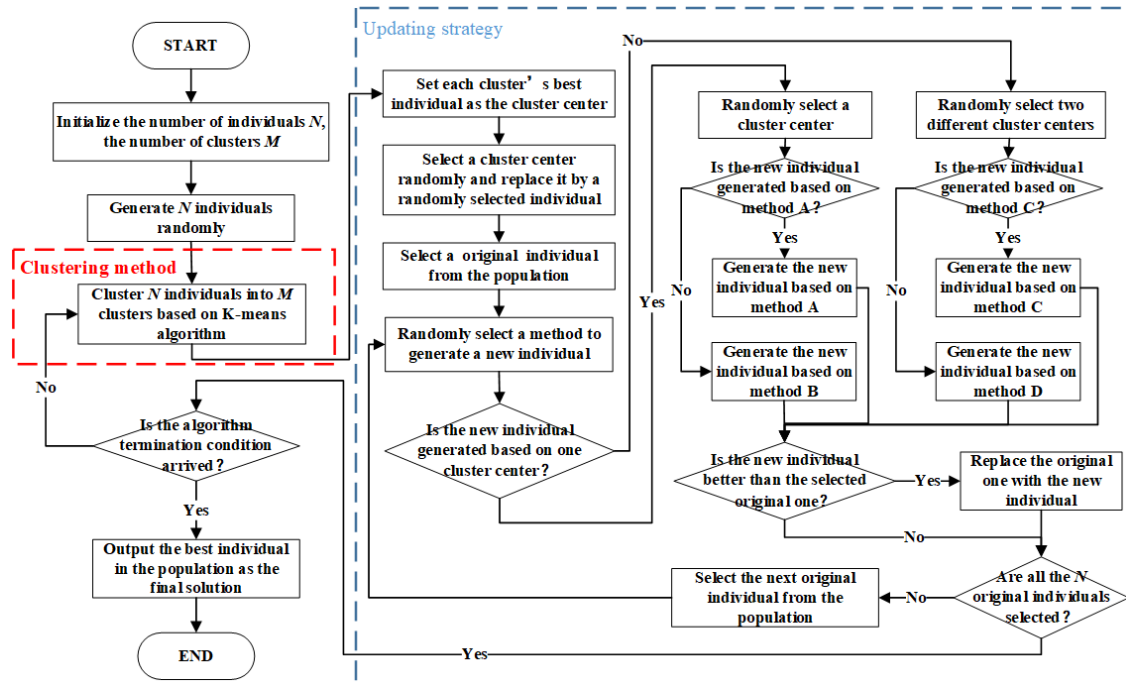 START
Initialize the number of individuals N,
the number of clusters M
Generate N individuals
randomly
Clustering method
Cluster N individuals into M
clusters based on K-means
algorithm
No
Is the algorithm
termination condition
arrived?
Yes
Output the best individual
in the population as the
final solution
END
Updating strategy
Set each cluster's best
individual as the cluster center
Select a cluster center
randomly and replace it by a
randomly selected individual
Select a original individual
from the population
Randomly select a method to
generate a new individual
Is the new individual
generated based on one
cluster center?
Yes
No
Randomly select a
cluster center
Is the new individual
generated based on
method A?
Yes
No
Generate the new
individual based on
method A
Generate the new
individual based on
method B
Randomly select two
different cluster centers
Is the new individual
generated based on
method C?
Yes
No
Generate the new
individual based on
method C
Generate the new
individual based on
method D
Is the new individual
better than the selected
original one?
Yes
Replace the original
one with the new
individual
No
Are all the N
original individuals
selected?
No
Select the next original
individual from the
population
Yes